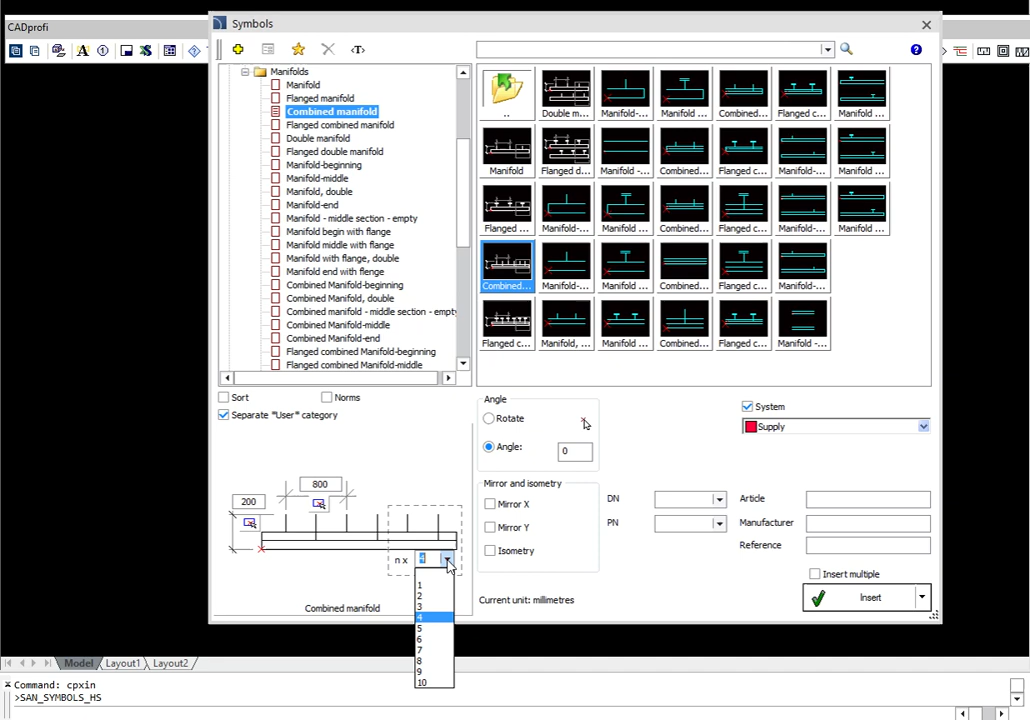 CADprofi
Symbols
<T>
?
Manifolds
Manifold
Flanged manifold
Combined manifold
Flanged combined manifold
Double manifold
Flanged double manifold
Manifold-beginning
Manifold-middle
Manifold, double
Manifold-end
Manifold - middle section - empty
Manifold begin with flange
Manifold middle with flange
Manifold with flange, double
Manifold end with flenge
Combined Manifold-beginning
Combined Manifold, double
Combined manifold - middle section - empty
Combined Manifold-middle
Combined Manifold-end
Flanged combined Manifold-beginning
Flanged combined Manifold-middle
.. Double m... Manifold-... Manifold ... Combined... Flanged c... Manifold ...
Manifold Flanged d... Manifold -... Combined... Flanged c... Manifold-... Manifold ...
Flanged ... Manifold-... Manifold ... Combined... Flanged c... Manifold-... Manifold ...
Combined... Manifold-... Manifold ... Combined... Flanged c... Manifold-...
Flanged c... Manifold, ... Manifold ... Combined... Flanged c... Manifold -...
Sort Norms
Separate "User" category
Angle
Rotate
Angle: 0
System
Supply
Mirror and isometry
Mirror X
Mirror Y
Isometry
DN
PN
Article
Manufacturer
Reference
Insert multiple
Insert
Current unit: millimetres
800
200
n x 4
1
2
3
4
5
6
7
8
9
10
Combined manifold
Model Layout1 Layout2
Command: cpxin
>SAN_SYMBOLS_HS